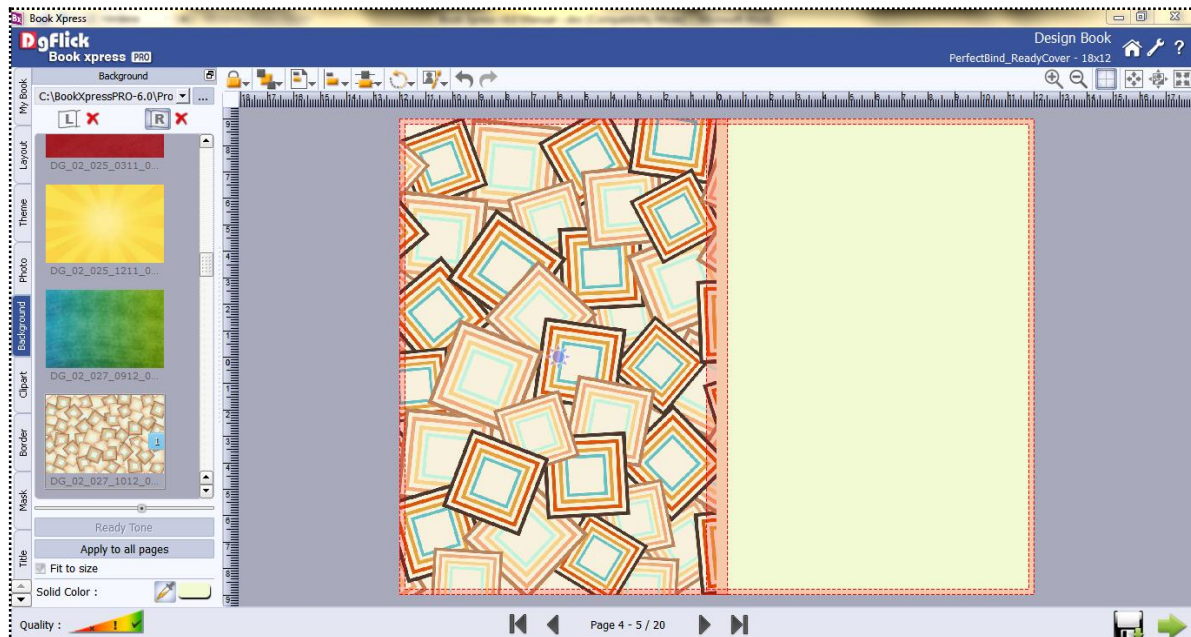 Book Xpress
DgFlick
Book xpress PRO
Design Book
PerfectBind_ReadyCover - 18x12
?
Background
C:\BookXpressPRO-6.0\Pro
...
L
R
My Book
Layout
Theme
Photo
Background
Clipart
Border
Mask
Title
DG_02_025_0311_0...
DG_02_025_1211_0...
DG_02_027_0912_0...
1
DG_02_027_1012_0...
Ready Tone
Apply to all pages
Fit to size
Solid Color :
Quality :
Page 4 - 5 / 20